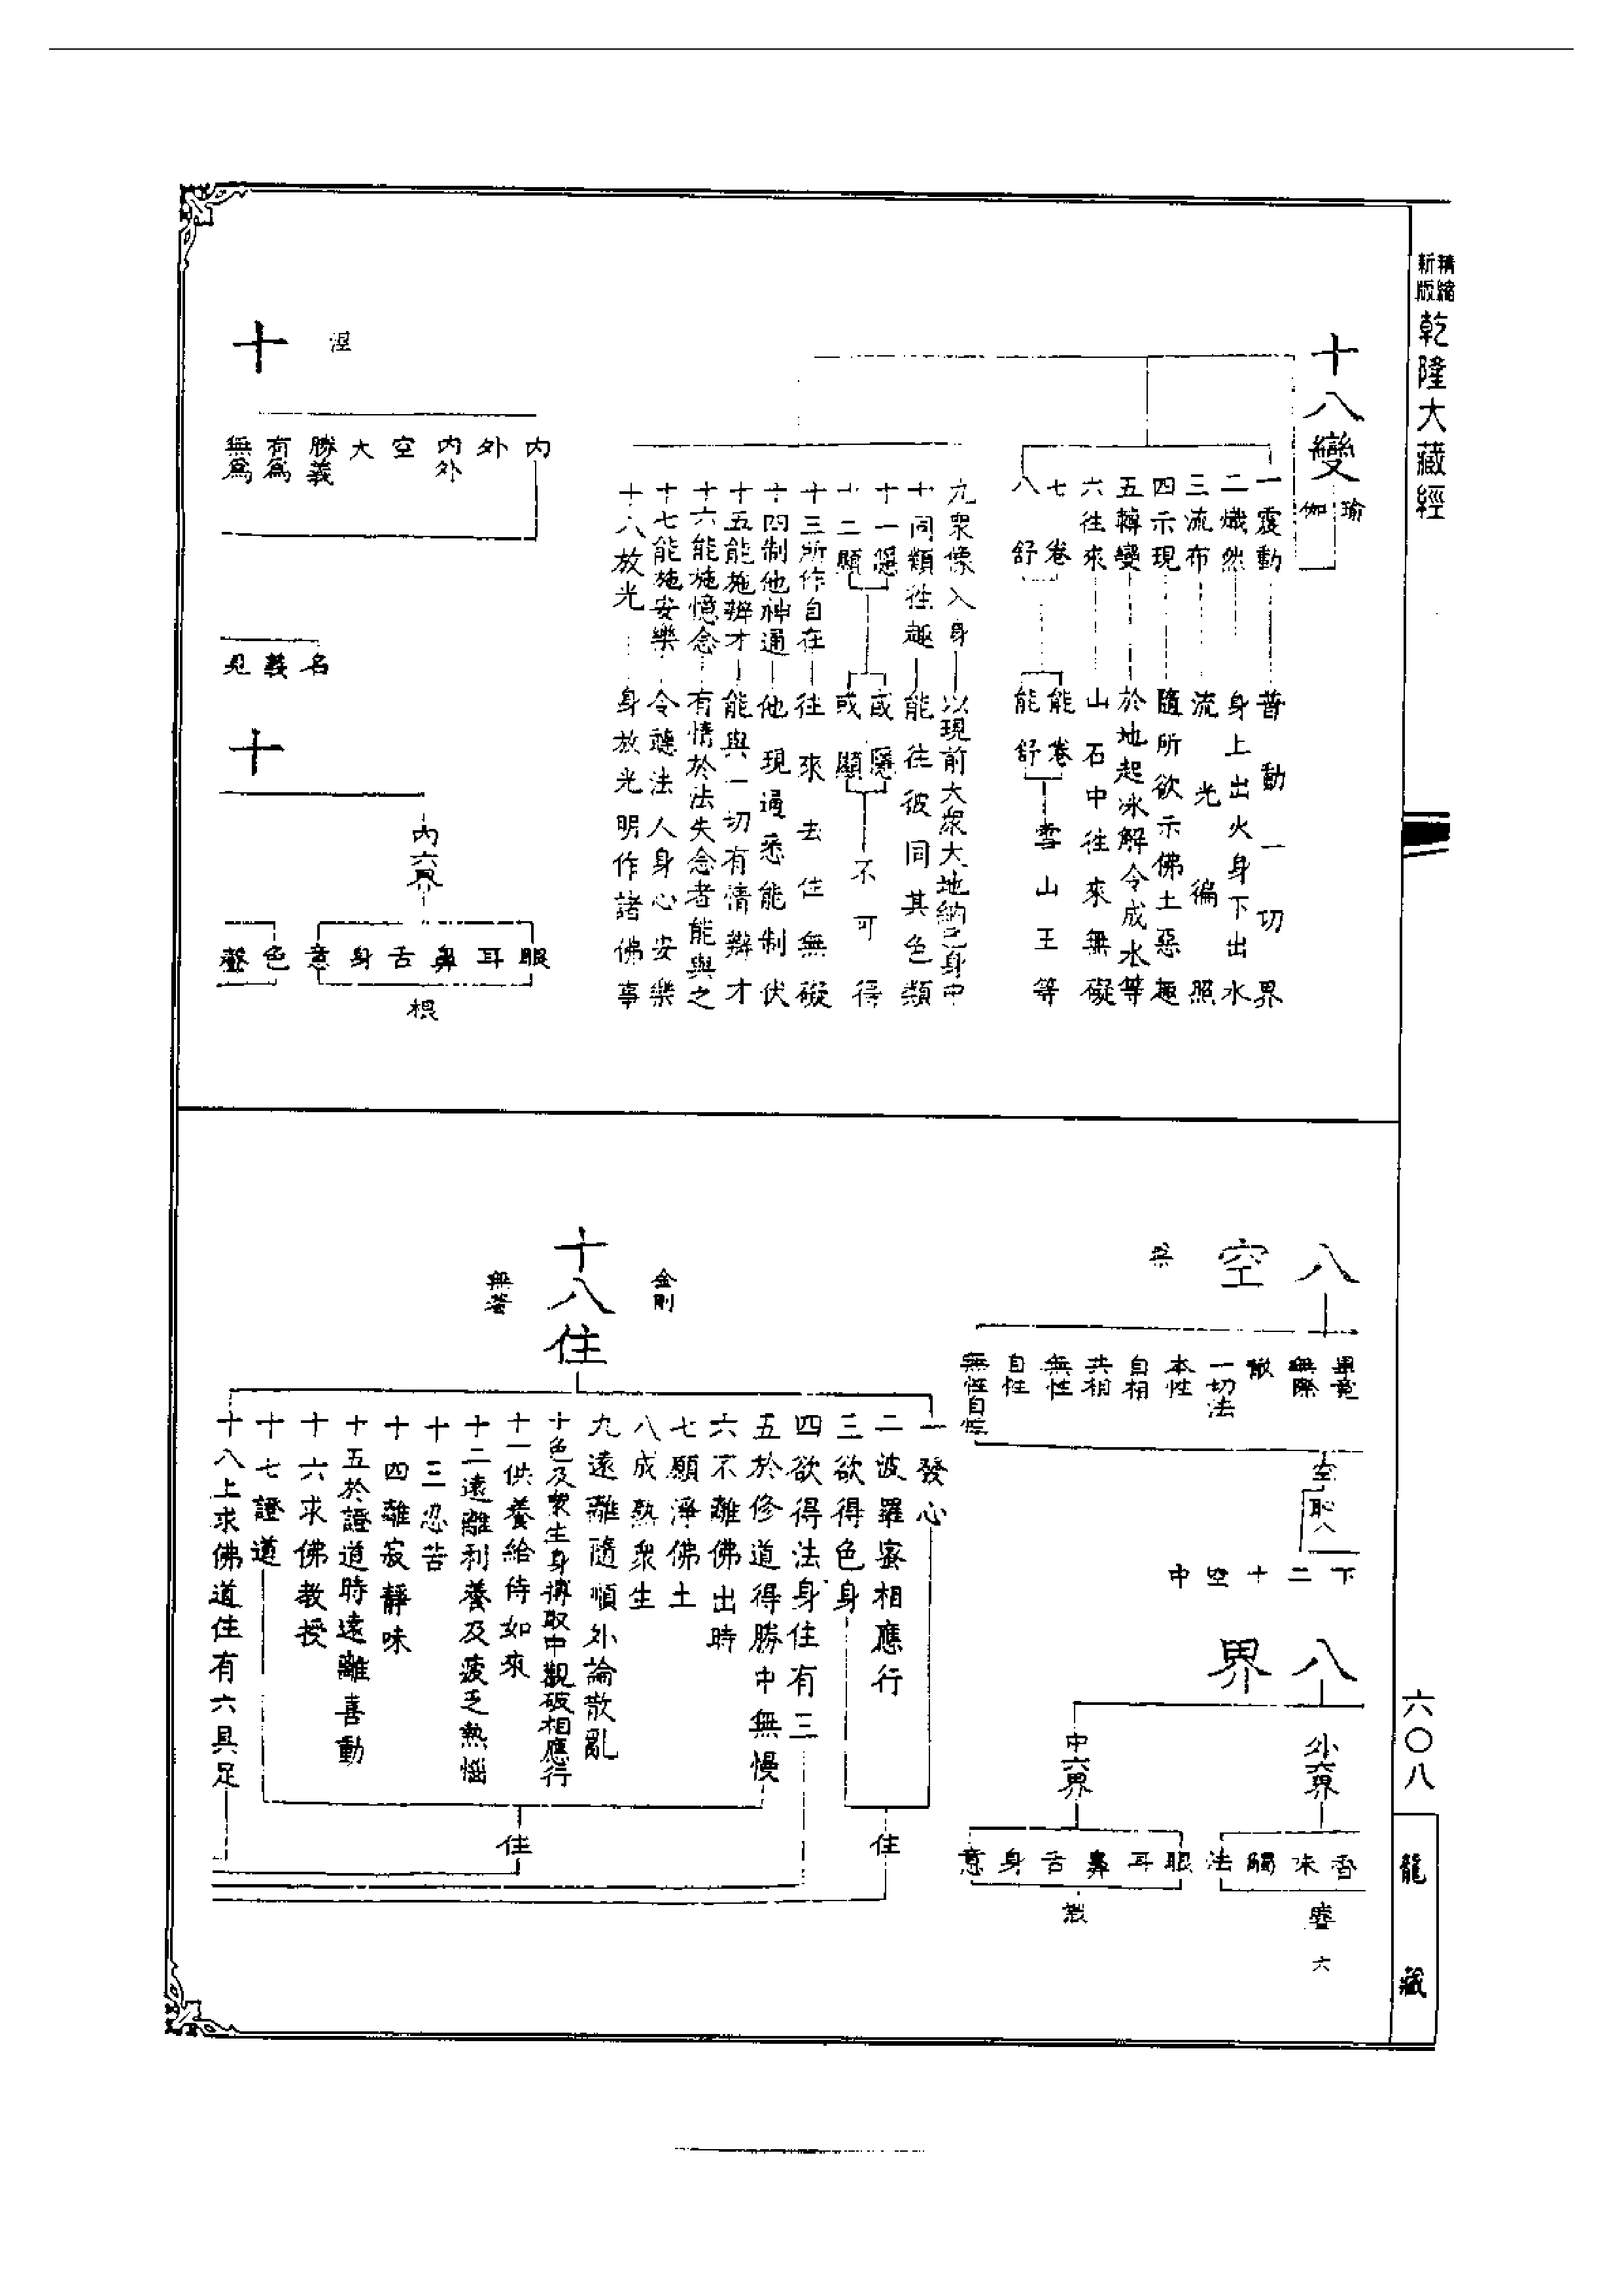 精縮
新版
乾隆大藏經
十八變
瑜
伽
一震動
普動一切界
二熾然
身上出火身下出水
三流布
流光徧照
四示現
隨所欲示佛土惡趣
五轉變
於地起冰解令成水等
六往來
山石中往來無礙
七卷
能卷
八舒
能舒
雪山王等
九眾像入身
以現前大眾大地納己身中
十同類往趣
能往彼同其色類
十一隱
或隱
十二顯
或顯
不可得
十三所作自在
往來去住無礙
十四制他神通
他現通悉能制伏
十五能施辨才
能與一切有情辯才
十六能施憶念
有情於法失念者能與之
十七能施安樂
令聽法人身心安樂
十八放光
身放光明作諸佛事
涅
十
內
外
內外
空
大
勝義
有為
無為
名
義
見
十
內六界
眼
耳
鼻
舌
身
意
根
色
聲
八
空
畢竟
無際
散
一切法
本性
自相
共相
無性
自性
無性自性
空
恥八
下二十空中
八
界
外六界
香
味
觸
法
塵
六
中六界
眼
耳
鼻
舌
身
意
識
十八住
金剛
無著
一發心
二波羅蜜相應行
三欲得色身
住
四欲得法身住有三
五於修道得勝中無慢
六不離佛出時
七願淨佛土
八成熟眾生
九遠離隨順外論散亂
十色及眾生身摶取中觀破相應行
十一供養給侍如來
十二遠離利養及疲乏熱惱
十三忍苦
十四離寂靜味
十五於證道時遠離喜動
十六求佛教授
十七證道
住
十八上求佛道住有六具足
六〇八
龍藏